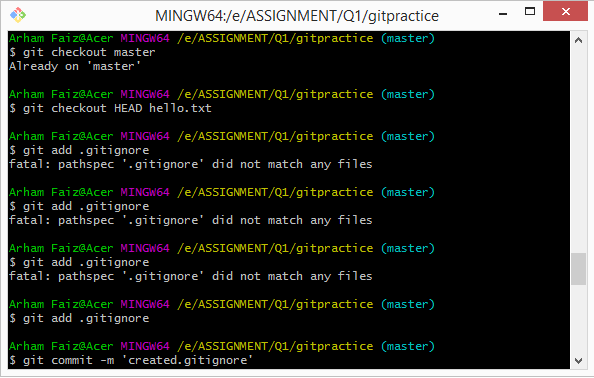 MINGW64:/e/ASSIGNMENT/Q1/gitpractice
Arham Faiz@Acer MINGW64 /e/ASSIGNMENT/Q1/gitpractice (master)
$ git checkout master
Already on 'master'
Arham Faiz@Acer MINGW64 /e/ASSIGNMENT/Q1/gitpractice (master)
$ git checkout HEAD hello.txt
Arham Faiz@Acer MINGW64 /e/ASSIGNMENT/Q1/gitpractice (master)
$ git add .gitignore
fatal: pathspec '.gitignore' did not match any files
Arham Faiz@Acer MINGW64 /e/ASSIGNMENT/Q1/gitpractice (master)
$ git add .gitignore
fatal: pathspec '.gitignore' did not match any files
Arham Faiz@Acer MINGW64 /e/ASSIGNMENT/Q1/gitpractice (master)
$ git add .gitignore
fatal: pathspec '.gitignore' did not match any files
Arham Faiz@Acer MINGW64 /e/ASSIGNMENT/Q1/gitpractice (master)
$ git add .gitignore
Arham Faiz@Acer MINGW64 /e/ASSIGNMENT/Q1/gitpractice (master)
$ git commit -m 'created.gitignore'